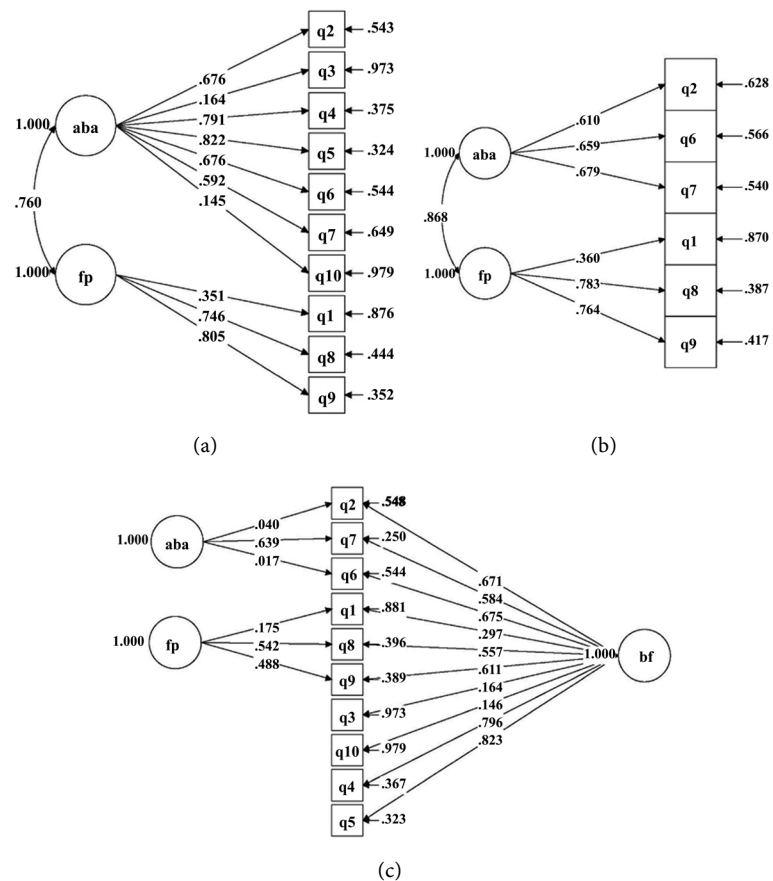 q2 .543
.676
q3 .973
.164
1.000 aba .791 q4 .375
.822 q5 .324
.676
.592 q6 .544
.145
.760 q7 .649
1.000 fp q10 .979
.351
.746 q1 .876
.805
q8 .444
q9 .352
(a)
q2 .628
.610
1.000 aba .659 q6 .566
.679
q7 .540
.868
.360 q1 .870
1.000 fp .783
q8 .387
.764
q9 .417
(b)
q2 .548
.040
1.000 aba .639 q7 .250
.017
q6 .544
.671
.584
.175 q1 .881 .675
.297
1.000 fp .542 q8 .396 .557 1.000 bf
.488 .611
q9 .389
.164
q3 .973 .146
.796
q10 .979 .823
q4 .367
q5 .323
(c)